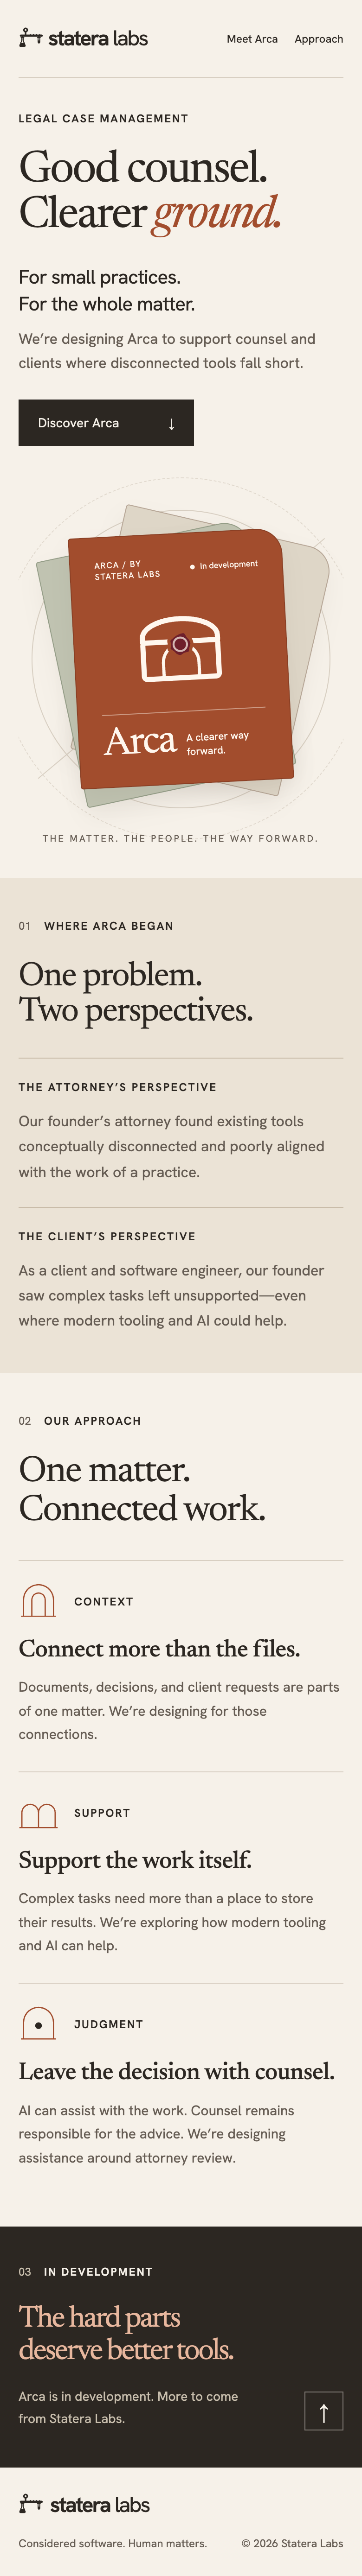 statera labs
Meet Arca Approach
LEGAL CASE MANAGEMENT
Good counsel.
Clearer ground.
For small practices.
For the whole matter.
We’re designing Arca to support counsel and
clients where disconnected tools fall short.
Discover Arca ↓
ARCA / BY
STATERA LABS
In development
Arca
A clearer way
forward.
THE MATTER. THE PEOPLE. THE WAY FORWARD.
01 WHERE ARCA BEGAN
One problem.
Two perspectives.
THE ATTORNEY’S PERSPECTIVE
Our founder’s attorney found existing tools
conceptually disconnected and poorly aligned
with the work of a practice.
THE CLIENT’S PERSPECTIVE
As a client and software engineer, our founder
saw complex tasks left unsupported—even
where modern tooling and AI could help.
02 OUR APPROACH
One matter.
Connected work.
CONTEXT
Connect more than the files.
Documents, decisions, and client requests are parts
of one matter. We’re designing for those
connections.
SUPPORT
Support the work itself.
Complex tasks need more than a place to store
their results. We’re exploring how modern tooling
and AI can help.
JUDGMENT
Leave the decision with counsel.
AI can assist with the work. Counsel remains
responsible for the advice. We’re designing
assistance around attorney review.
03 IN DEVELOPMENT
The hard parts
deserve better tools.
Arca is in development. More to come
from Statera Labs.
↑
statera labs
Considered software. Human matters.
© 2026 Statera Labs